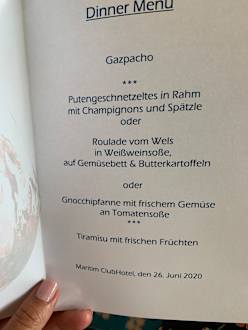 Dinner Menü
Gazpacho
***
Putengeschnetzeltes in Rahm
mit Champignons und Spätzle
oder
Roulade vom Wels
in Weißweinsoße,
auf Gemüsebett & Butterkartoffeln
oder
Gnocchipfanne mit frischem Gemüse
an Tomatensoße
***
Tiramisu mit frischen Früchten
Maritim ClubHotel, den 26. Juni 2020